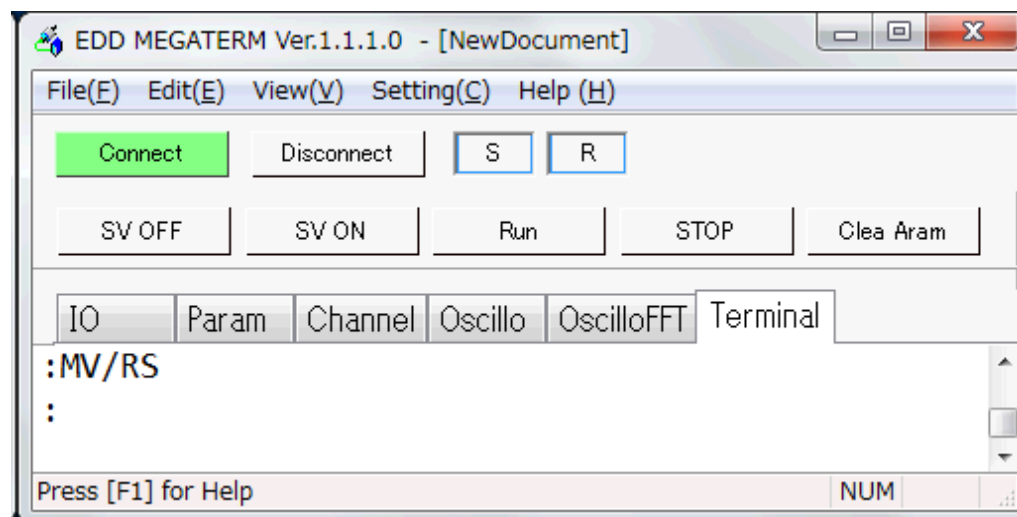 EDD MEGATERM Ver.1.1.1.0 - [NewDocument]
File(F) Edit(E) View(V) Setting(C) Help (H)
Connect Disconnect S R
SV OFF SV ON Run STOP Clea Aram
IO Param Channel Oscillo OscilloFFT Terminal
:MV/RS
:
Press [F1] for Help NUM